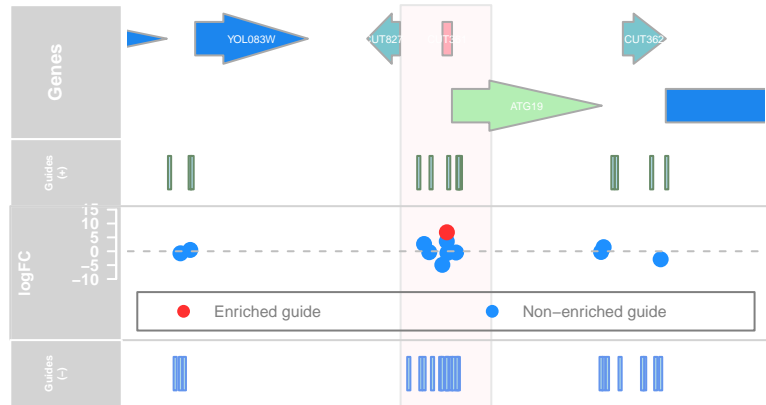 Genes
YOL083W
CUT827
CUT362
ATG19
Guides
(+)
logFC
15
10
5
0
−5
−10
Enriched guide
Non−enriched guide
Guides
(−)